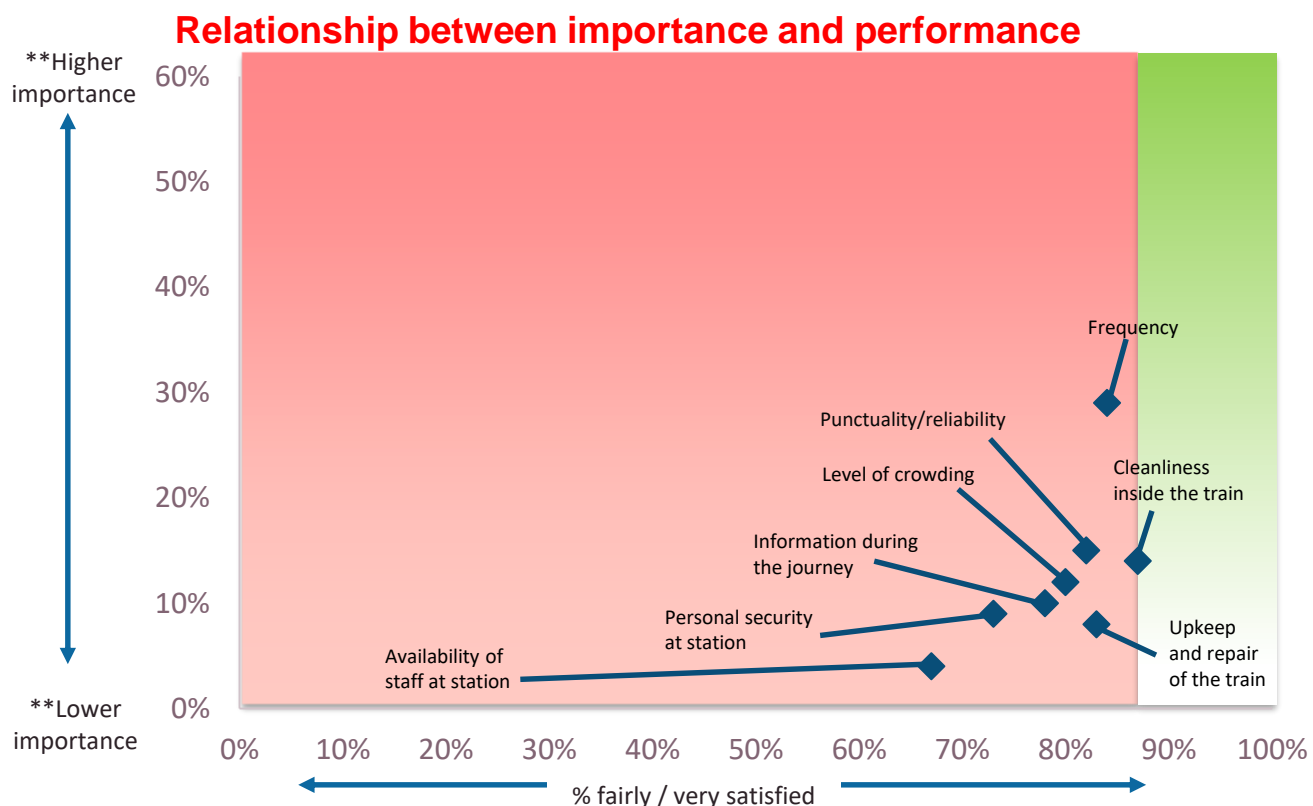 Relationship between importance and performance
**Higher
importance
60%
50%
40%
30%
20%
10%
0%
**Lower
importance
Frequency
Punctuality/reliability
Cleanliness
inside the train
Level of crowding
Information during
the journey
Personal security
at station
Upkeep
and repair
of the train
Availability of
staff at station
0% 10% 20% 30% 40% 50% 60% 70% 80% 90% 100%
% fairly / very satisfied